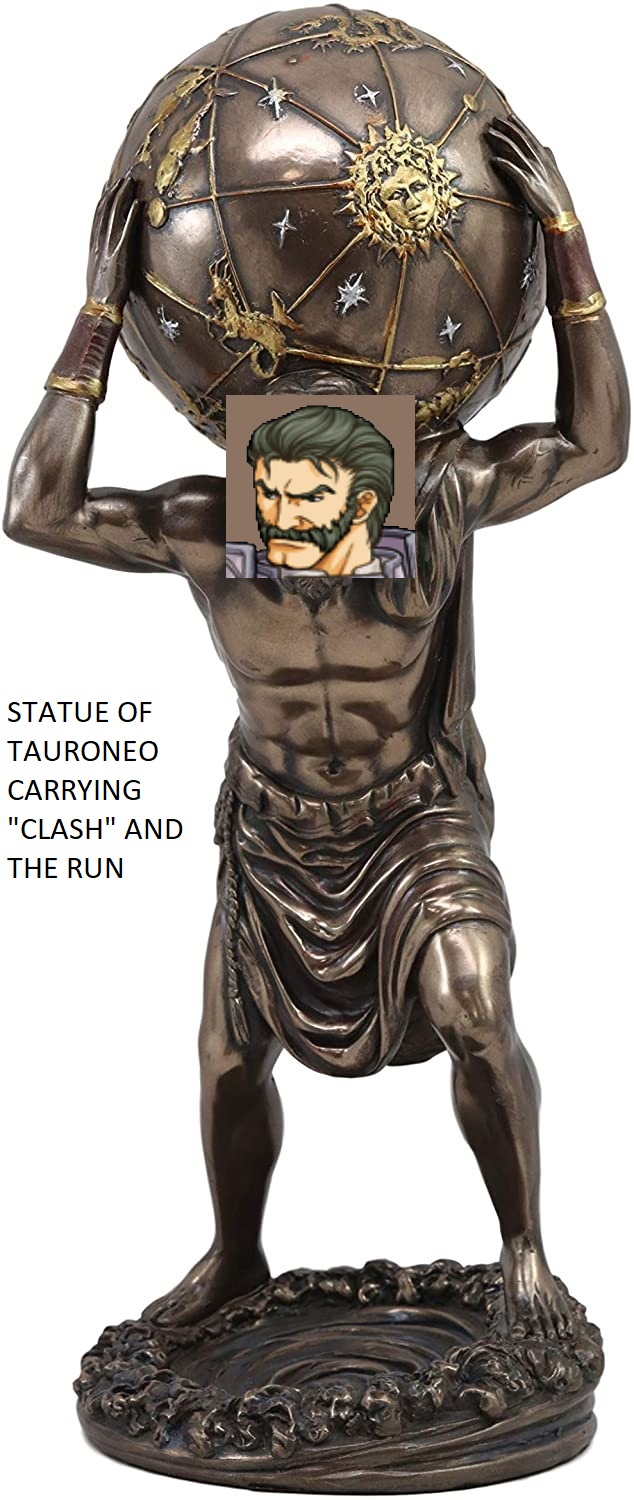 STATUE OF
TAURONEO
CARRYING
"CLASH" AND
THE RUN